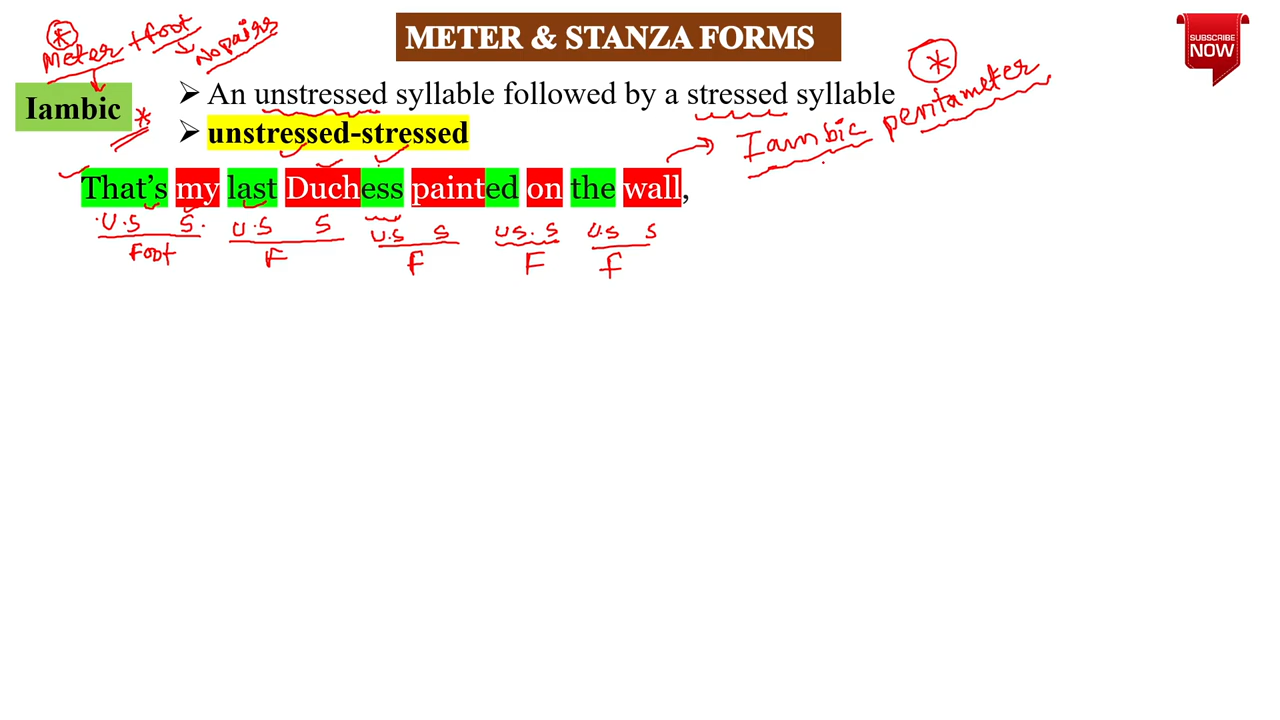 METER & STANZA FORMS
SUBSCRIBE
NOW
Meter + foot
No pairs
Iambic
➢ An unstressed syllable followed by a stressed syllable
➢ unstressed-stressed
Iambic pentameter
That's my last Duchess painted on the wall,
U.S S. U.S S U.S S U.S. S U.S S
Foot F F F f